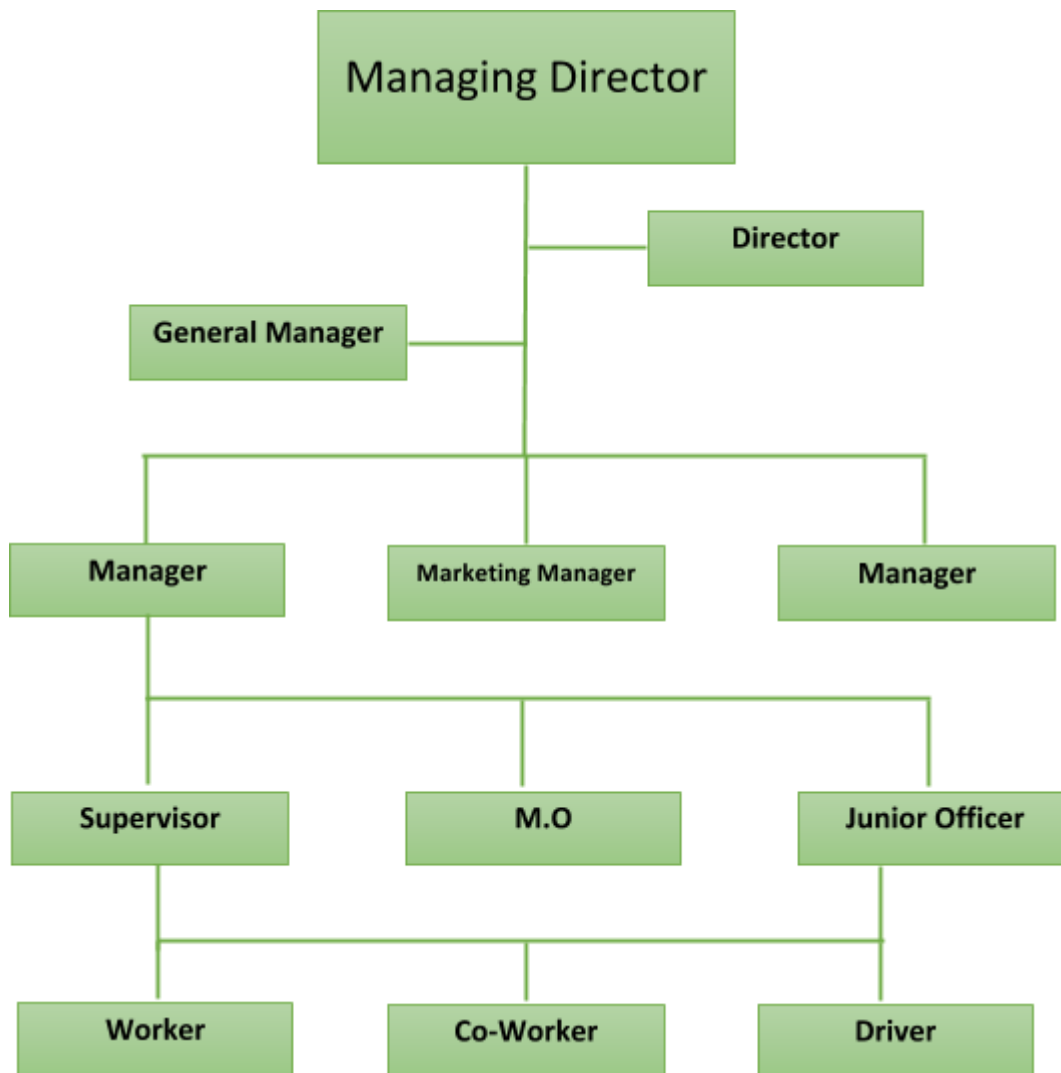 Managing Director
Director
General Manager
Manager
Marketing Manager
Manager
Supervisor
M.O
Junior Officer
Worker
Co-Worker
Driver